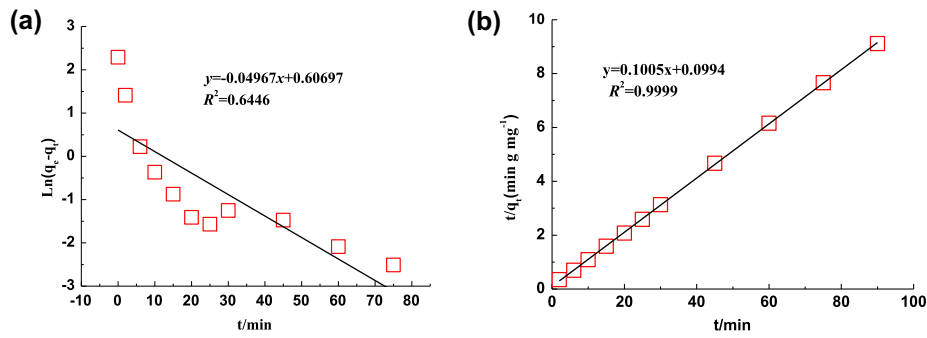 (a)
3
2
1
0
-1
-2
-3
Ln(qe-qt)
y=-0.04967x+0.60697
R²=0.6446
-10 0 10 20 30 40 50 60 70 80
t/min
(b)
10
8
6
4
2
0
t/qt(min g mg⁻¹)
y=0.1005x+0.0994
R²=0.9999
0 20 40 60 80 100
t/min